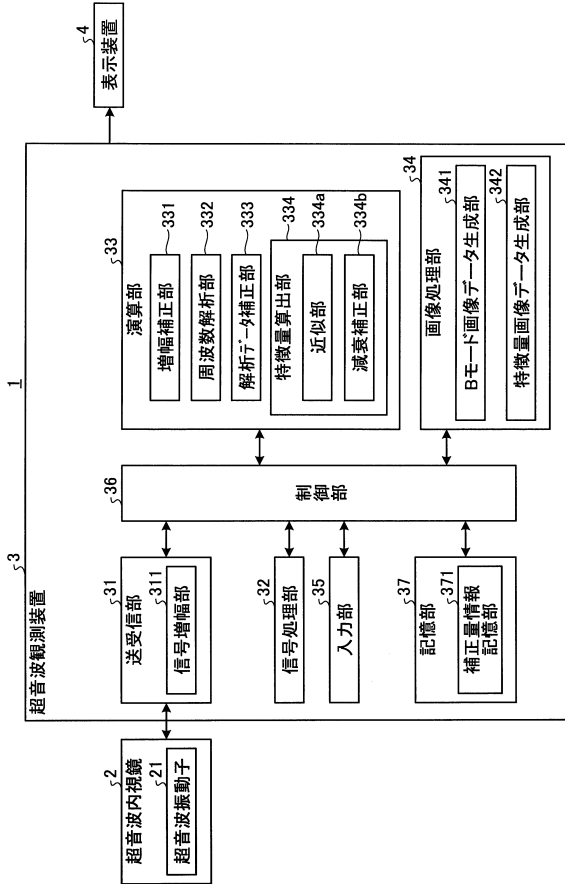 1
3
超音波観測装置
2
超音波内視鏡
21
超音波振動子
31
送受信部
311
信号増幅部
32
信号処理部
35
入力部
37
記憶部
371
補正量情報
記憶部
36
制御部
33
演算部
331
増幅補正部
332
周波数解析部
333
解析データ補正部
334
特徴量算出部
334a
近似部
334b
減衰補正部
34
画像処理部
341
Bモード画像データ生成部
342
特徴量画像データ生成部
4
表示装置